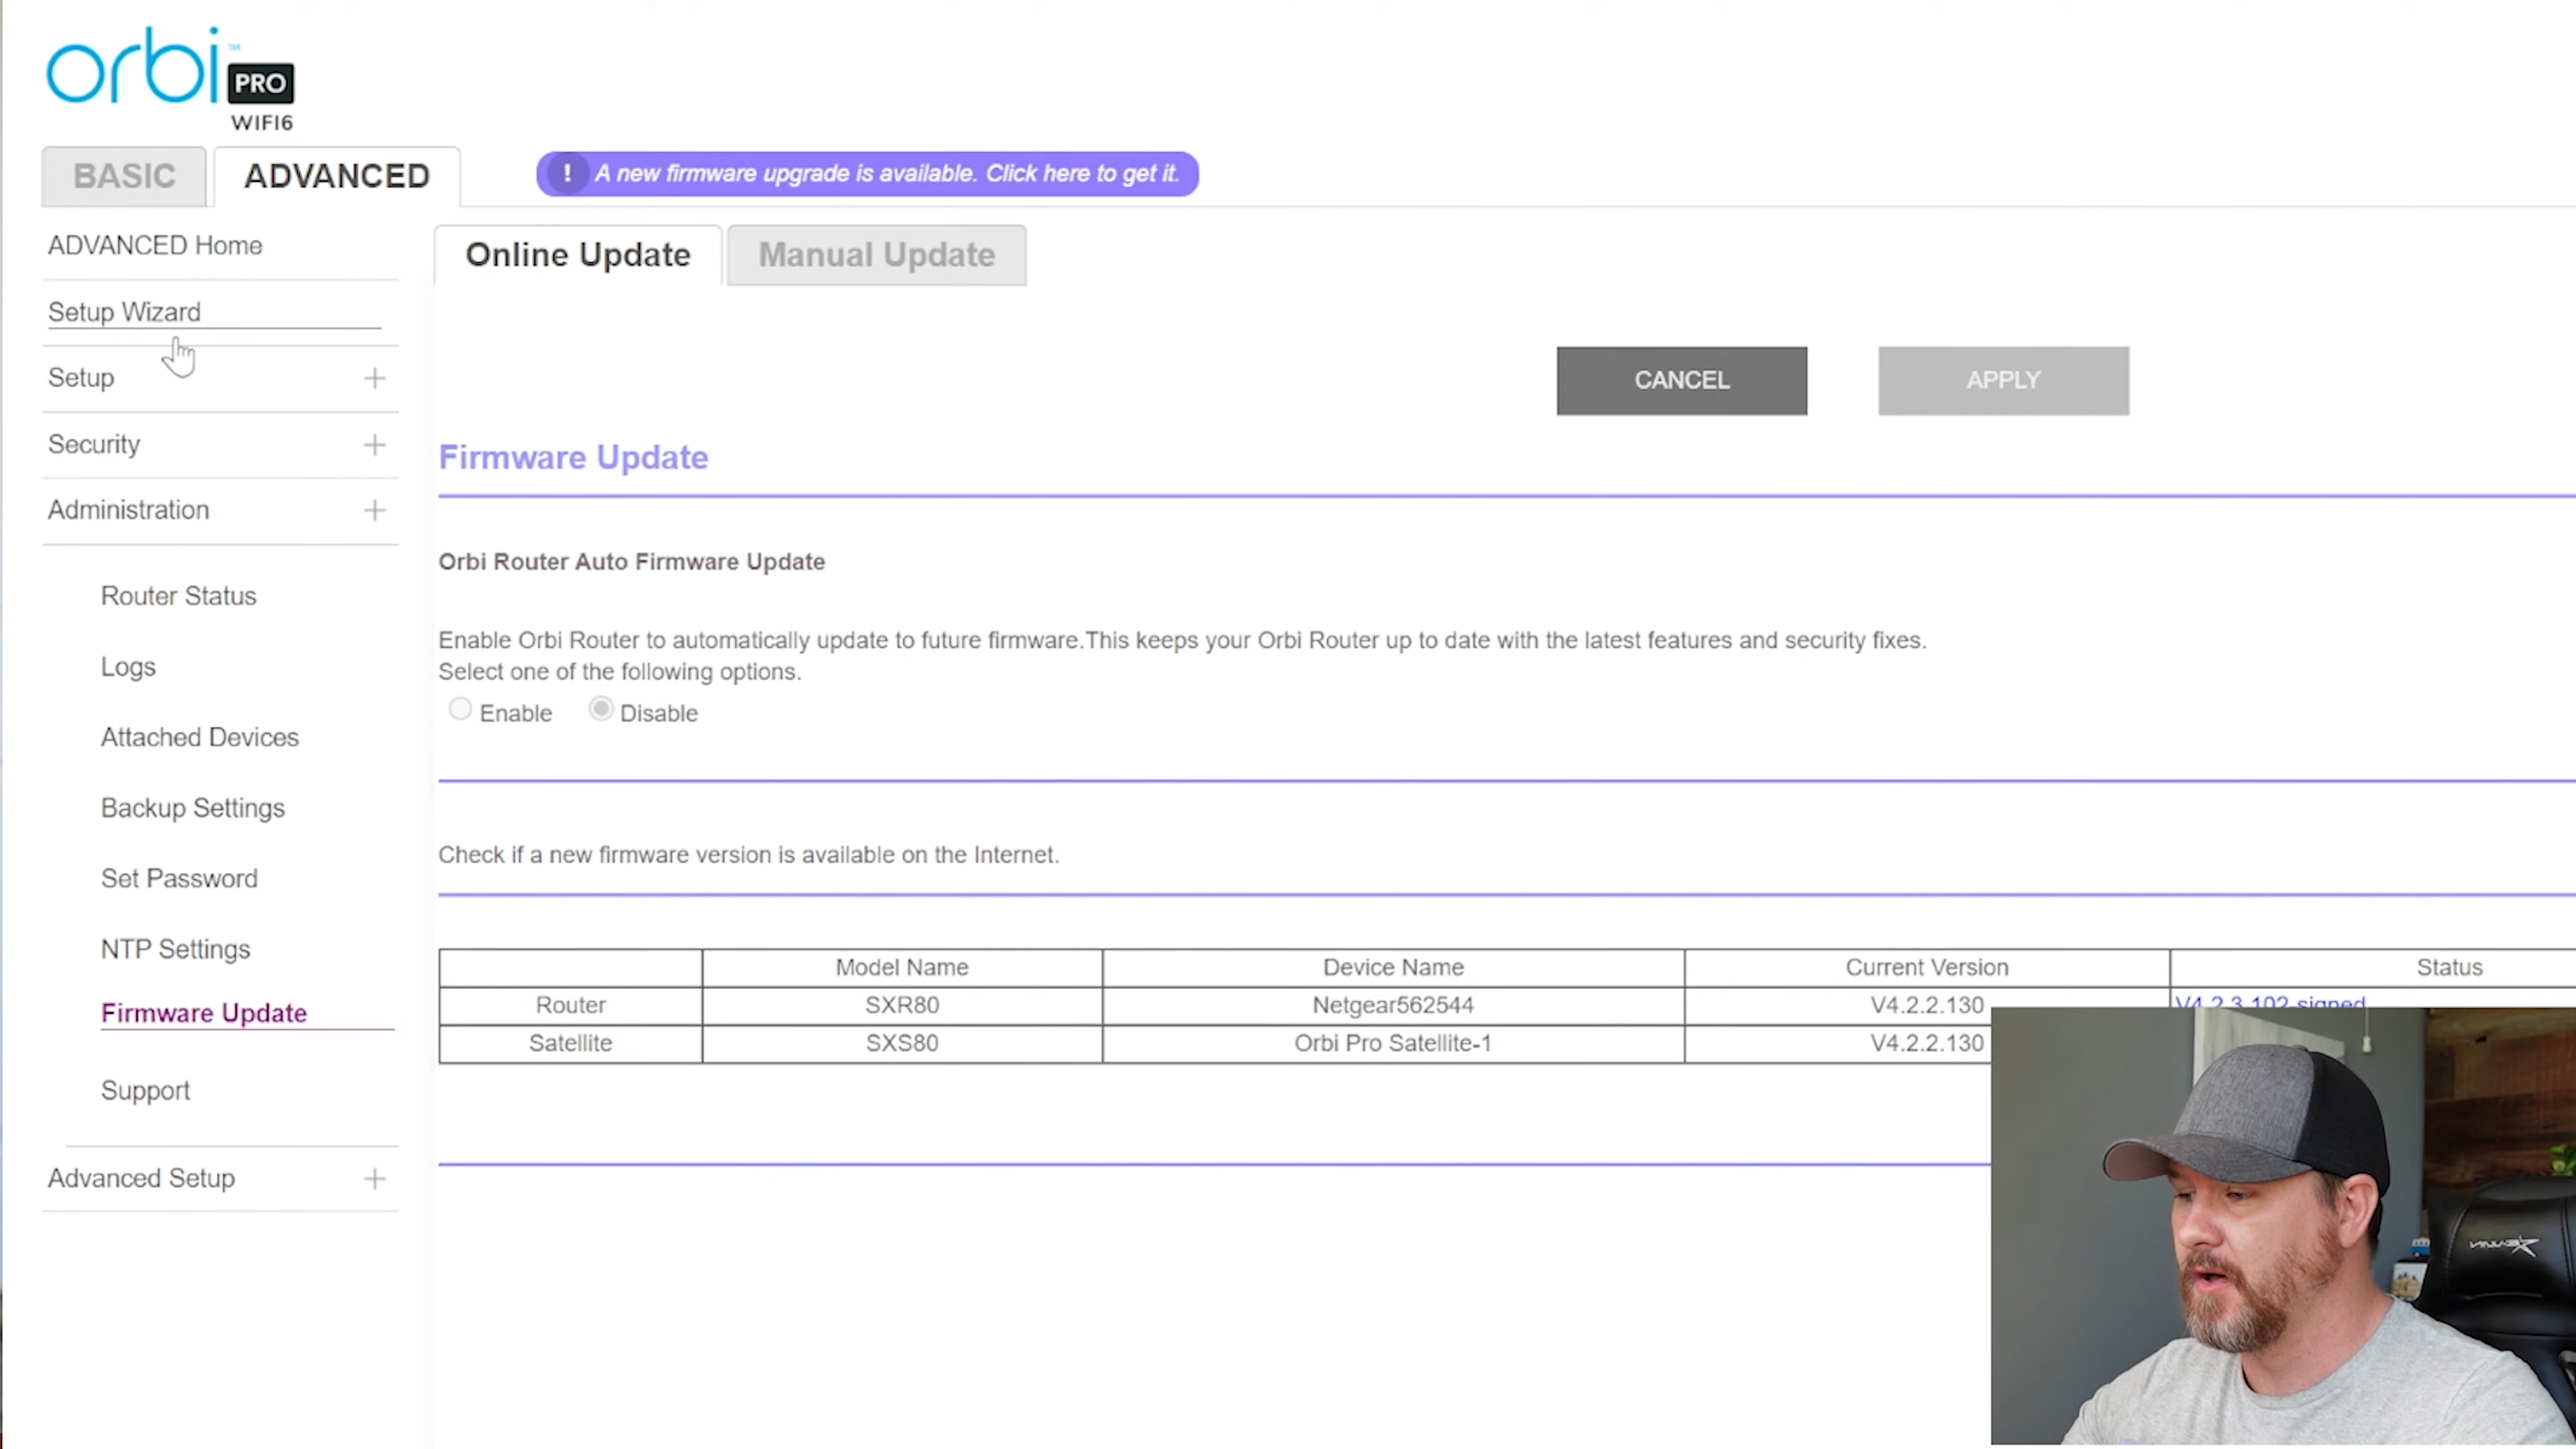 orbi™ PRO
WIFI6
BASIC
ADVANCED
! A new firmware upgrade is available. Click here to get it.
ADVANCED Home
Setup Wizard
Setup +
Security +
Administration +
Router Status
Logs
Attached Devices
Backup Settings
Set Password
NTP Settings
Firmware Update
Support
Advanced Setup +
Online Update
Manual Update
CANCEL
APPLY
Firmware Update
Orbi Router Auto Firmware Update
Enable Orbi Router to automatically update to future firmware.This keeps your Orbi Router up to date with the latest features and security fixes.
Select one of the following options.
Enable Disable
Check if a new firmware version is available on the Internet.
Model Name Device Name Current Version Status
Router SXR80 Netgear562544 V4.2.2.130 V4.2.3.102-signed
Satellite SXS80 Orbi Pro Satellite-1 V4.2.2.130